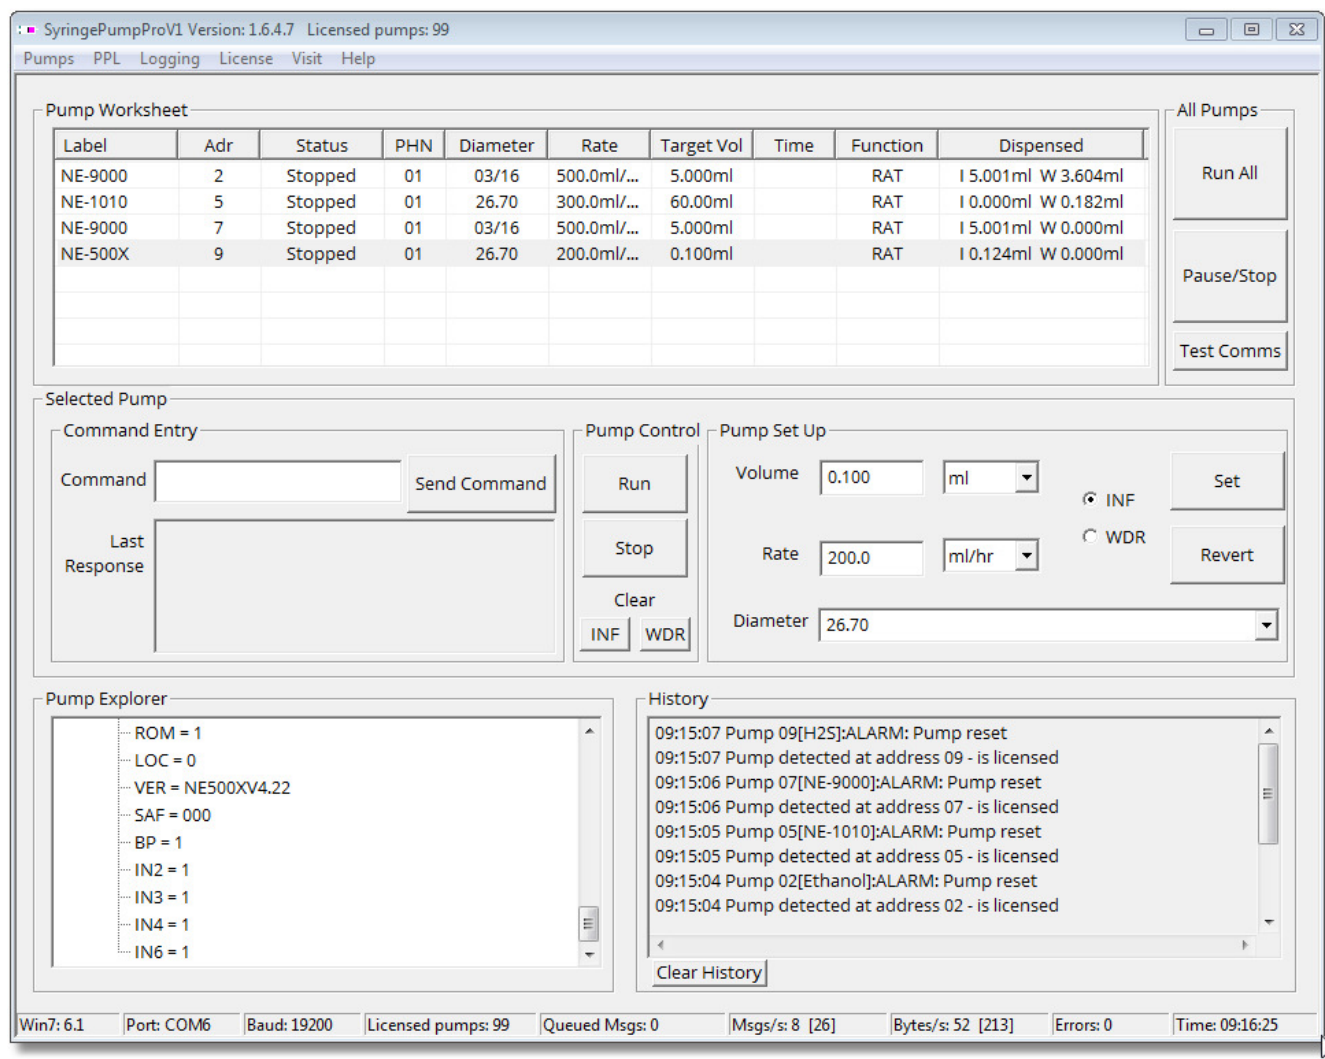 SyringePumpProV1 Version: 1.6.4.7   Licensed pumps: 99
Pumps   PPL   Logging   License   Visit   Help
Pump Worksheet
Label   Adr   Status   PHN   Diameter   Rate   Target Vol   Time   Function   Dispensed
NE-9000   2   Stopped   01   03/16   500.0ml/...   5.000ml   RAT   I 5.001ml  W 3.604ml
NE-1010   5   Stopped   01   26.70   300.0ml/...   60.00ml   RAT   I 0.000ml  W 0.182ml
NE-9000   7   Stopped   01   03/16   500.0ml/...   5.000ml   RAT   I 5.001ml  W 0.000ml
NE-500X   9   Stopped   01   26.70   200.0ml/...   0.100ml   RAT   I 0.124ml  W 0.000ml
All Pumps
Run All
Pause/Stop
Test Comms
Selected Pump
Command Entry
Command
Send Command
Last
Response
Pump Control
Run
Stop
Clear
INF   WDR
Pump Set Up
Volume   0.100   ml
Rate   200.0   ml/hr
INF
WDR
Set
Revert
Diameter   26.70
Pump Explorer
ROM = 1
LOC = 0
VER = NE500XV4.22
SAF = 000
BP = 1
IN2 = 1
IN3 = 1
IN4 = 1
IN6 = 1
History
09:15:07 Pump 09[H2S]:ALARM: Pump reset
09:15:07 Pump detected at address 09 - is licensed
09:15:06 Pump 07[NE-9000]:ALARM: Pump reset
09:15:06 Pump detected at address 07 - is licensed
09:15:05 Pump 05[NE-1010]:ALARM: Pump reset
09:15:05 Pump detected at address 05 - is licensed
09:15:04 Pump 02[Ethanol]:ALARM: Pump reset
09:15:04 Pump detected at address 02 - is licensed
Clear History
Win7: 6.1   Port: COM6   Baud: 19200   Licensed pumps: 99   Queued Msgs: 0   Msgs/s: 8  [26]   Bytes/s: 52  [213]   Errors: 0   Time: 09:16:25